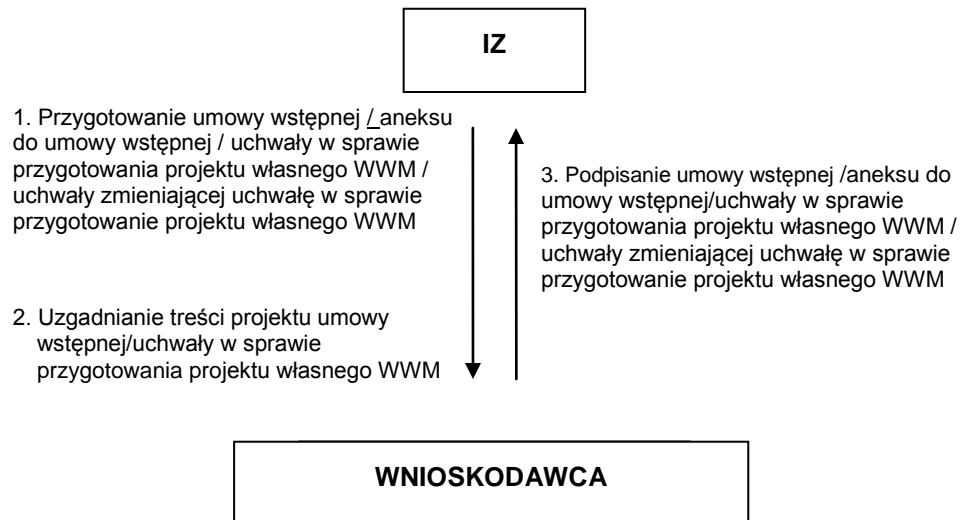 IZ
1. Przygotowanie umowy wstępnej / aneksu
do umowy wstępnej / uchwały w sprawie
przygotowania projektu własnego WWM /
uchwały zmieniającej uchwałę w sprawie
przygotowanie projektu własnego WWM
3. Podpisanie umowy wstępnej /aneksu do
umowy wstępnej/uchwały w sprawie
przygotowania projektu własnego WWM /
uchwały zmieniającej uchwałę w sprawie
przygotowanie projektu własnego WWM
2. Uzgadnianie treści projektu umowy
wstępnej/uchwały w sprawie
przygotowania projektu własnego WWM
WNIOSKODAWCA